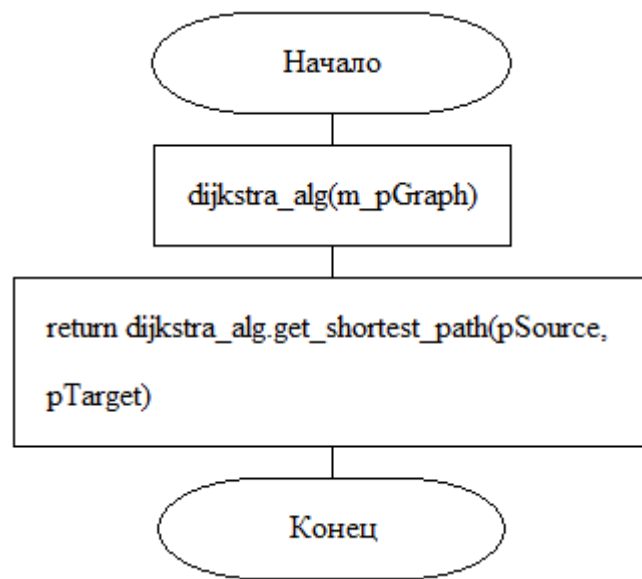 Начало
dijkstra_alg(m_pGraph)
return dijkstra_alg.get_shortest_path(pSource,
pTarget)
Конец